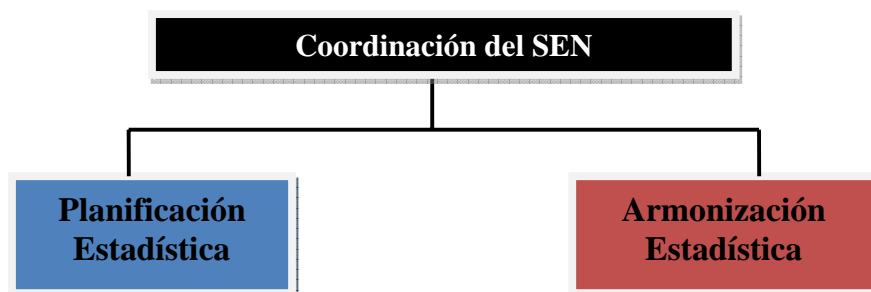 Coordinación del SEN
Planificación
Estadística
Armonización
Estadística